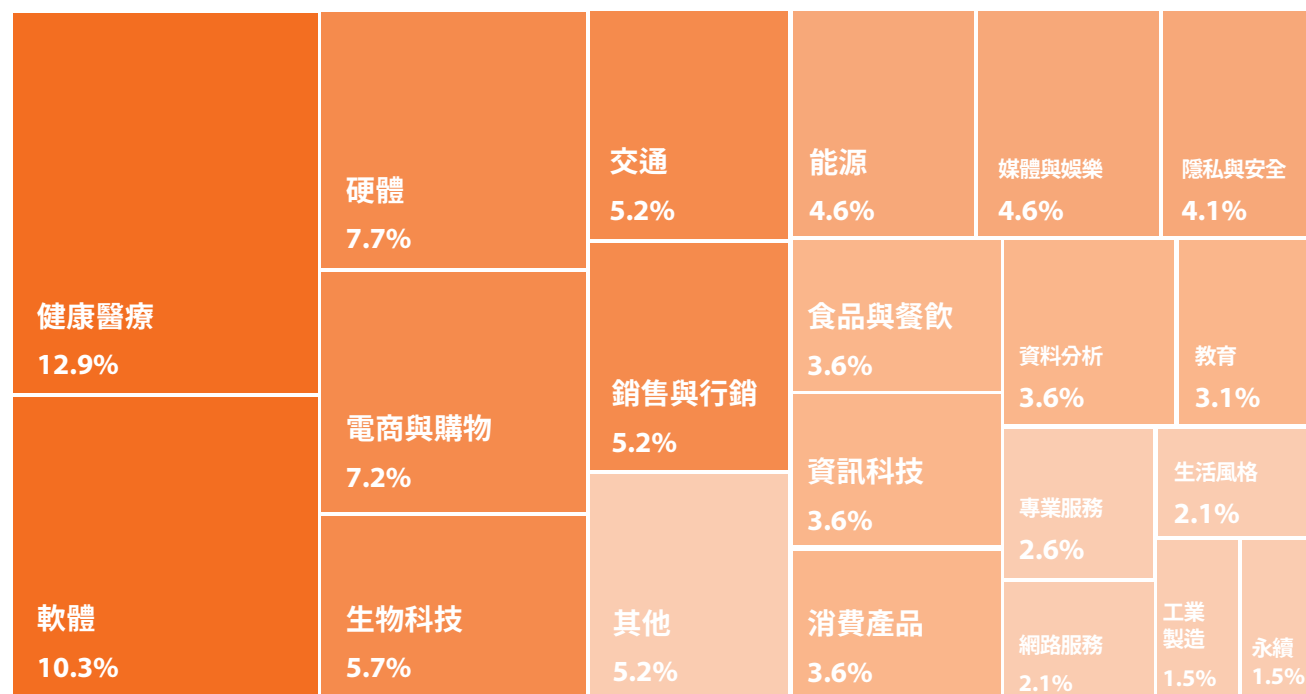 健康醫療
12.9%
軟體
10.3%
硬體
7.7%
電商與購物
7.2%
生物科技
5.7%
交通
5.2%
銷售與行銷
5.2%
其他
5.2%
能源
4.6%
媒體與娛樂
4.6%
隱私與安全
4.1%
食品與餐飲
3.6%
資訊科技
3.6%
消費產品
3.6%
資料分析
3.6%
教育
3.1%
專業服務
2.6%
網路服務
2.1%
生活風格
2.1%
工業
製造
1.5%
永續
1.5%